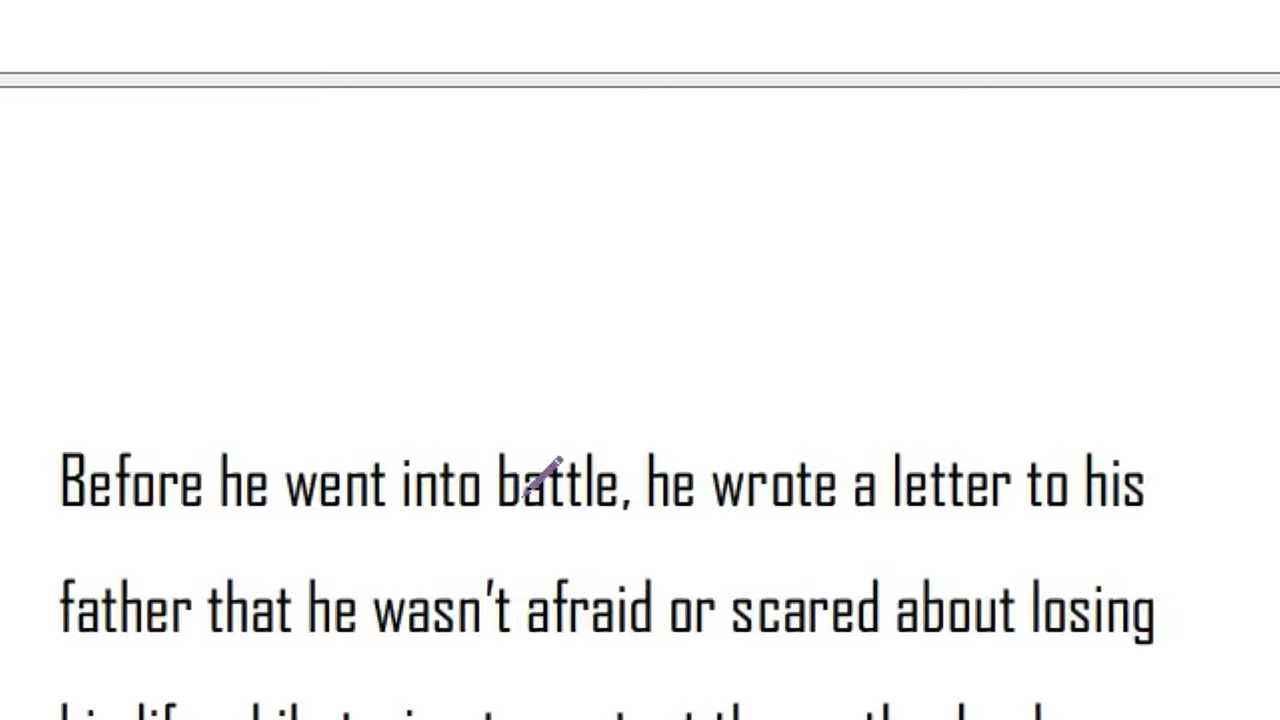 Before he went into battle, he wrote a letter to his
father that he wasn't afraid or scared about losing